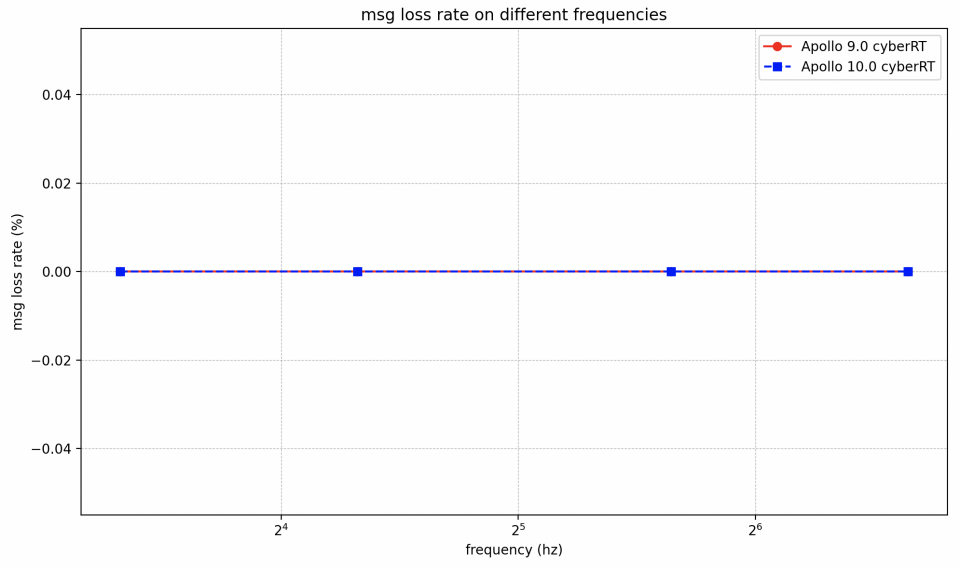 msg loss rate on different frequencies
Apollo 9.0 cyberRT
Apollo 10.0 cyberRT
0.04
0.02
0.00
−0.02
−0.04
msg loss rate (%)
2⁴
2⁵
2⁶
frequency (hz)